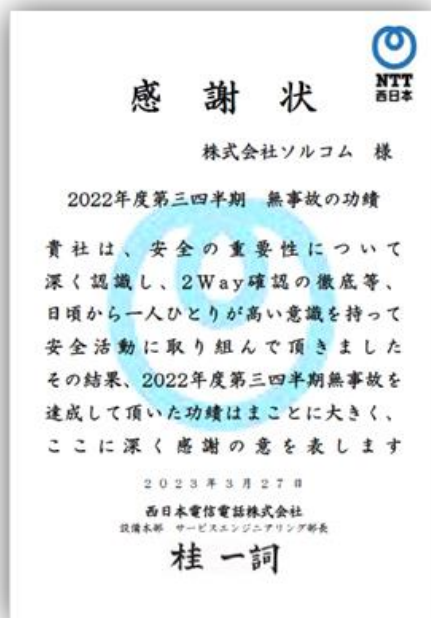 NTT
西日本
感謝状
株式会社ソルコム 様
2022年度第三四半期 無事故の功績
貴社は、安全の重要性について
深く認識し、2Way確認の徹底等、
日頃から一人ひとりが高い意識を持って
安全活動に取り組んで頂きました
その結果、2022年度第三四半期無事故を
達成して頂いた功績はまことに大きく、
ここに深く感謝の意を表します
2023年3月27日
西日本電信電話株式会社
設備本部 サービスエンジニアリング部長
桂 一詞